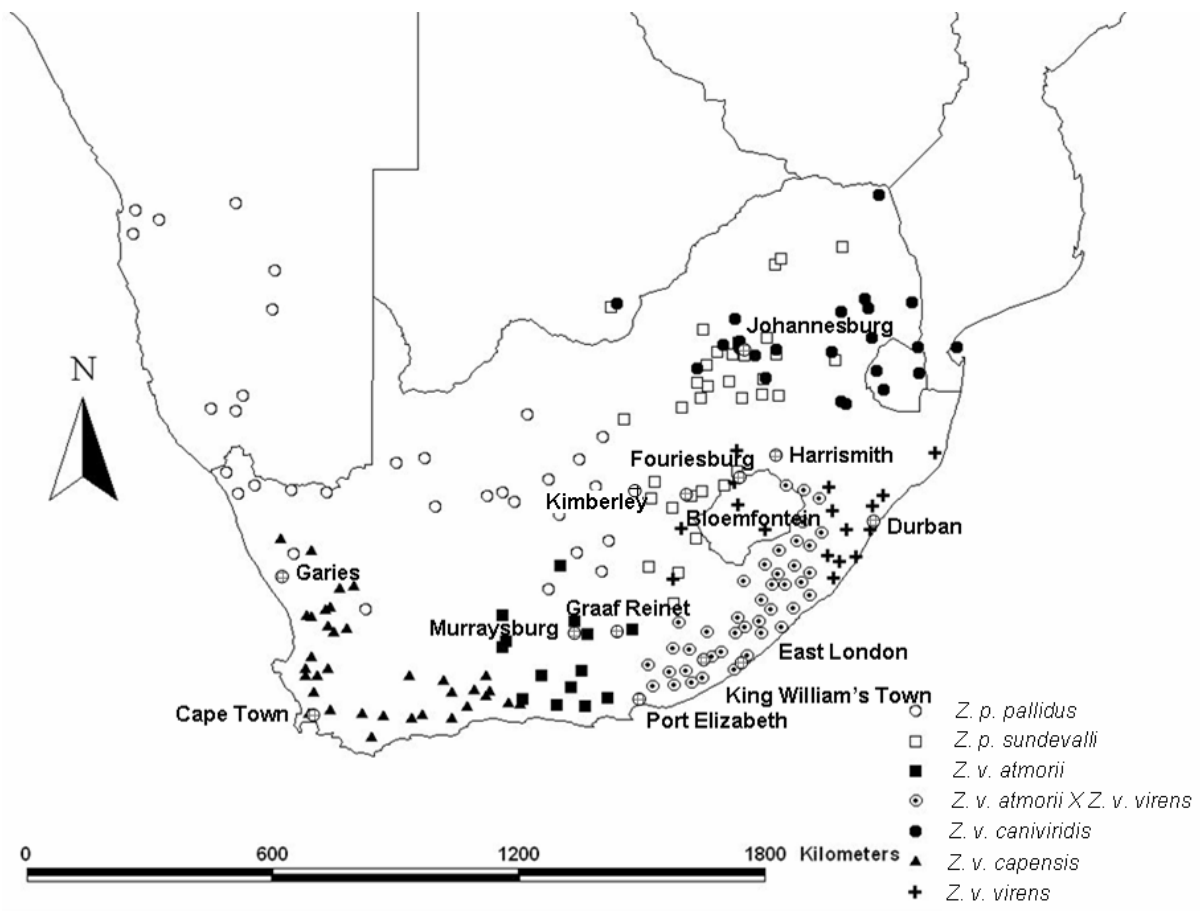 N
Johannesburg
Fouriesburg
Harrismith
Kimberley
Bloemfontein
Durban
Garies
Graaf Reinet
Murraysburg
East London
King William's Town
Cape Town
Port Elizabeth
Z. p. pallidus
Z. p. sundevalli
Z. v. atmorii
Z. v. atmorii X Z. v. virens
Z. v. caniviridis
Z. v. capensis
Z. v. virens
0 600 1200 1800 Kilometers